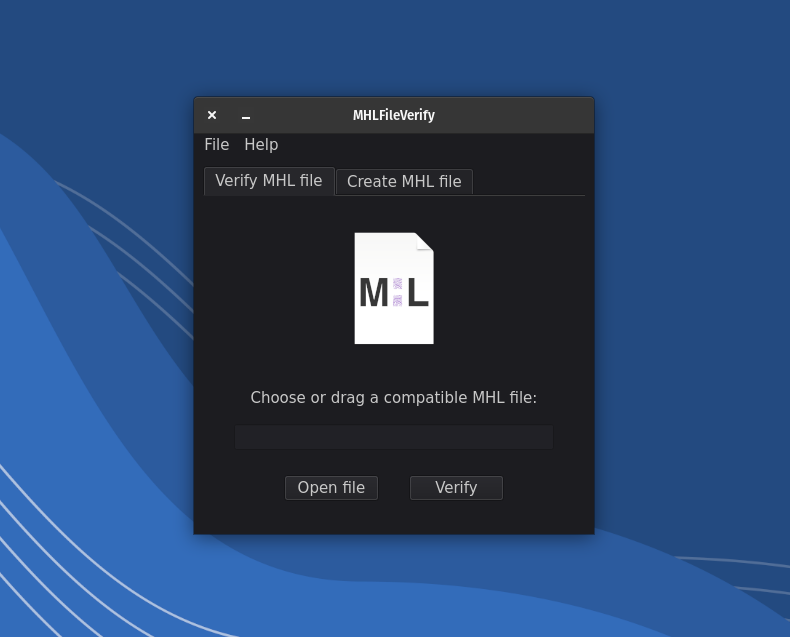 MHLFileVerify
File Help
Verify MHL file Create MHL file
M L
Choose or drag a compatible MHL file:
Open file Verify